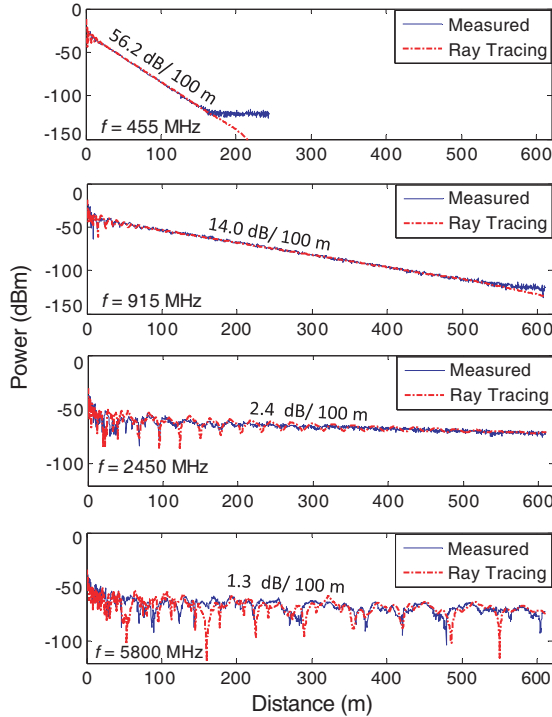 Measured
Ray Tracing
56.2 dB/ 100 m
f = 455 MHz
-50
-100
-150
0 100 200 300 400 500 600
Measured
Ray Tracing
14.0 dB/ 100 m
f = 915 MHz
0
-50
-100
-150
0 100 200 300 400 500 600
Measured
Ray Tracing
2.4 dB/ 100 m
f = 2450 MHz
0
-50
-100
0 100 200 300 400 500 600
Measured
Ray Tracing
1.3 dB/ 100 m
f = 5800 MHz
0
-50
-100
0 100 200 300 400 500 600
Distance (m)
Power (dBm)